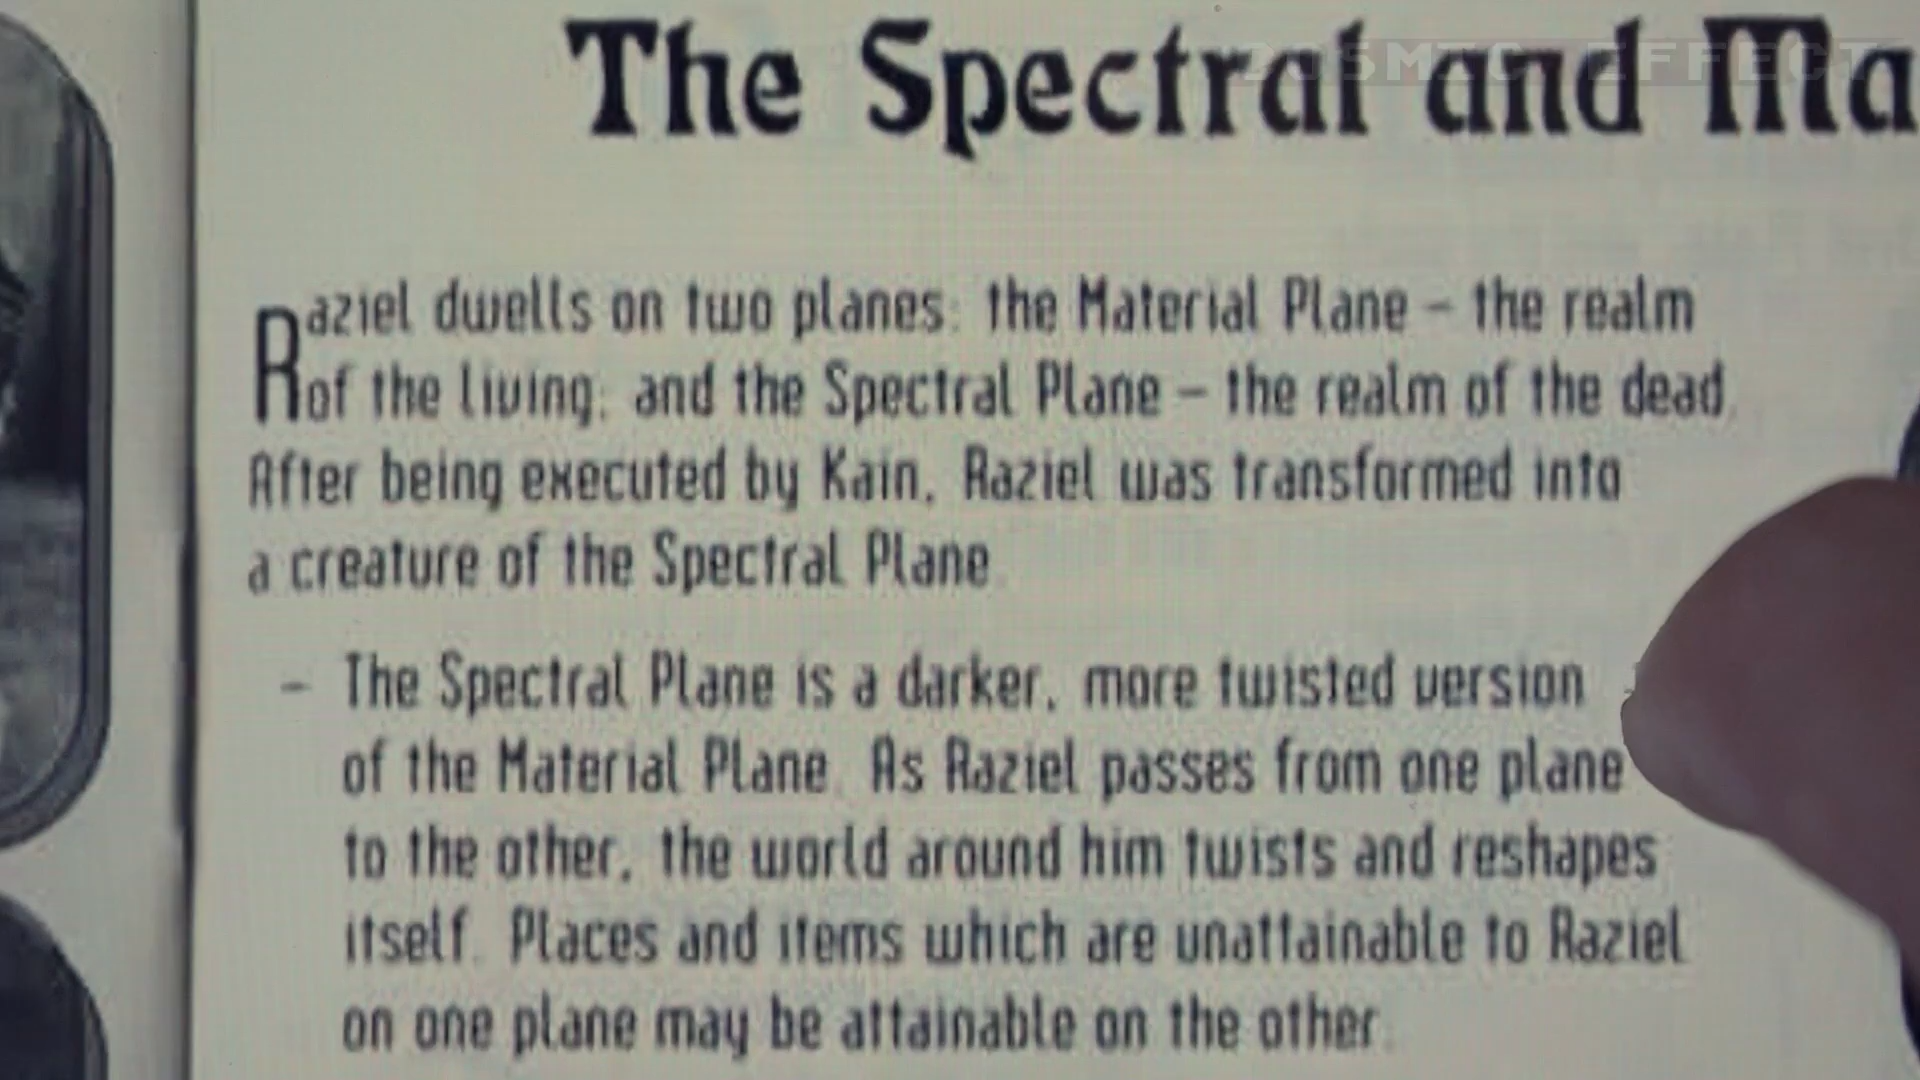 The Spectral and Ma
COSMIC EFFECT
Raziel dwells on two planes: the Material Plane – the realm
of the living; and the Spectral Plane – the realm of the dead.
After being executed by Kain, Raziel was transformed into
a creature of the Spectral Plane.
– The Spectral Plane is a darker, more twisted version
of the Material Plane. As Raziel passes from one plane
to the other, the world around him twists and reshapes
itself. Places and items which are unattainable to Raziel
on one plane may be attainable on the other.